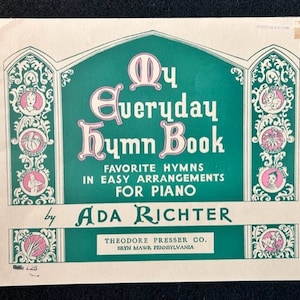 My
Everyday
Hymn Book
FAVORITE HYMNS
IN EASY ARRANGEMENTS
FOR PIANO
by ADA RICHTER
THEODORE PRESSER CO.
BRYN MAWR, PENNSYLVANIA